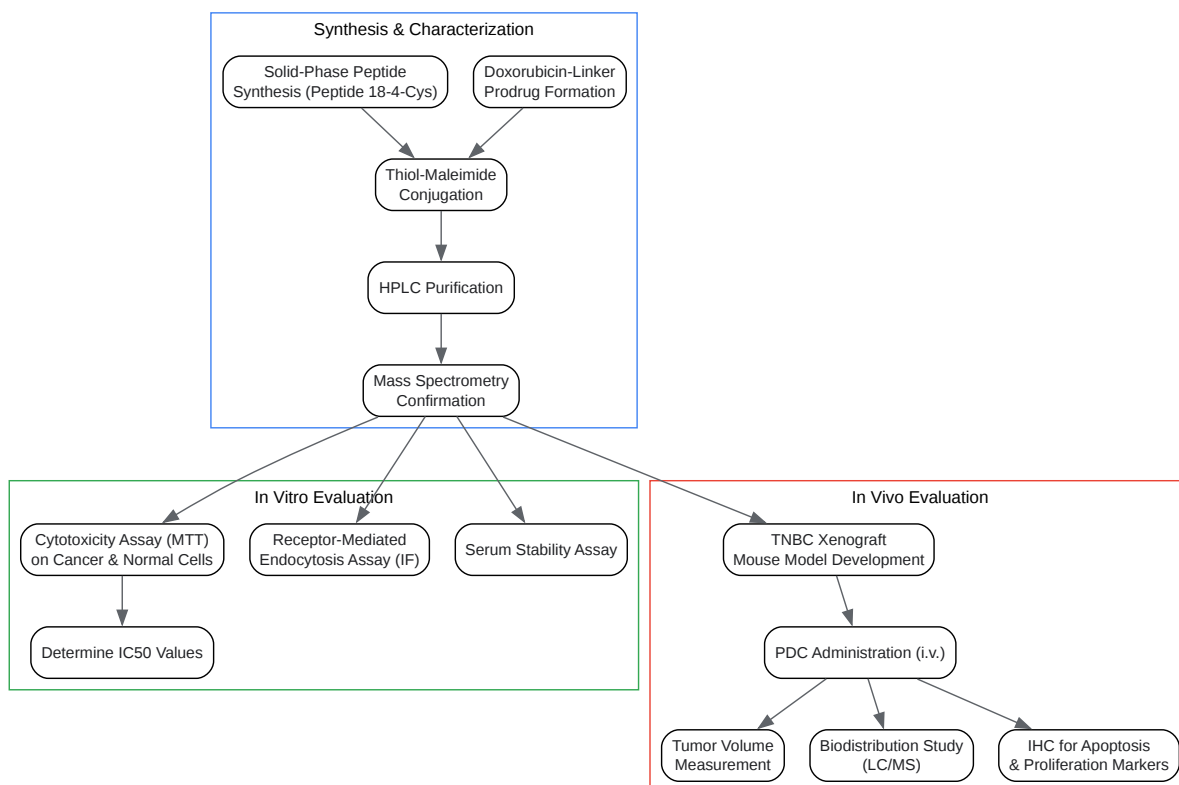 Synthesis & Characterization
Solid-Phase Peptide
Synthesis (Peptide 18-4-Cys)
Doxorubicin-Linker
Prodrug Formation
Thiol-Maleimide
Conjugation
HPLC Purification
Mass Spectrometry
Confirmation
In Vitro Evaluation
Cytotoxicity Assay (MTT)
on Cancer & Normal Cells
Receptor-Mediated
Endocytosis Assay (IF)
Serum Stability Assay
Determine IC50 Values
In Vivo Evaluation
TNBC Xenograft
Mouse Model Development
PDC Administration (i.v.)
Tumor Volume
Measurement
Biodistribution Study
(LC/MS)
IHC for Apoptosis
& Proliferation Markers